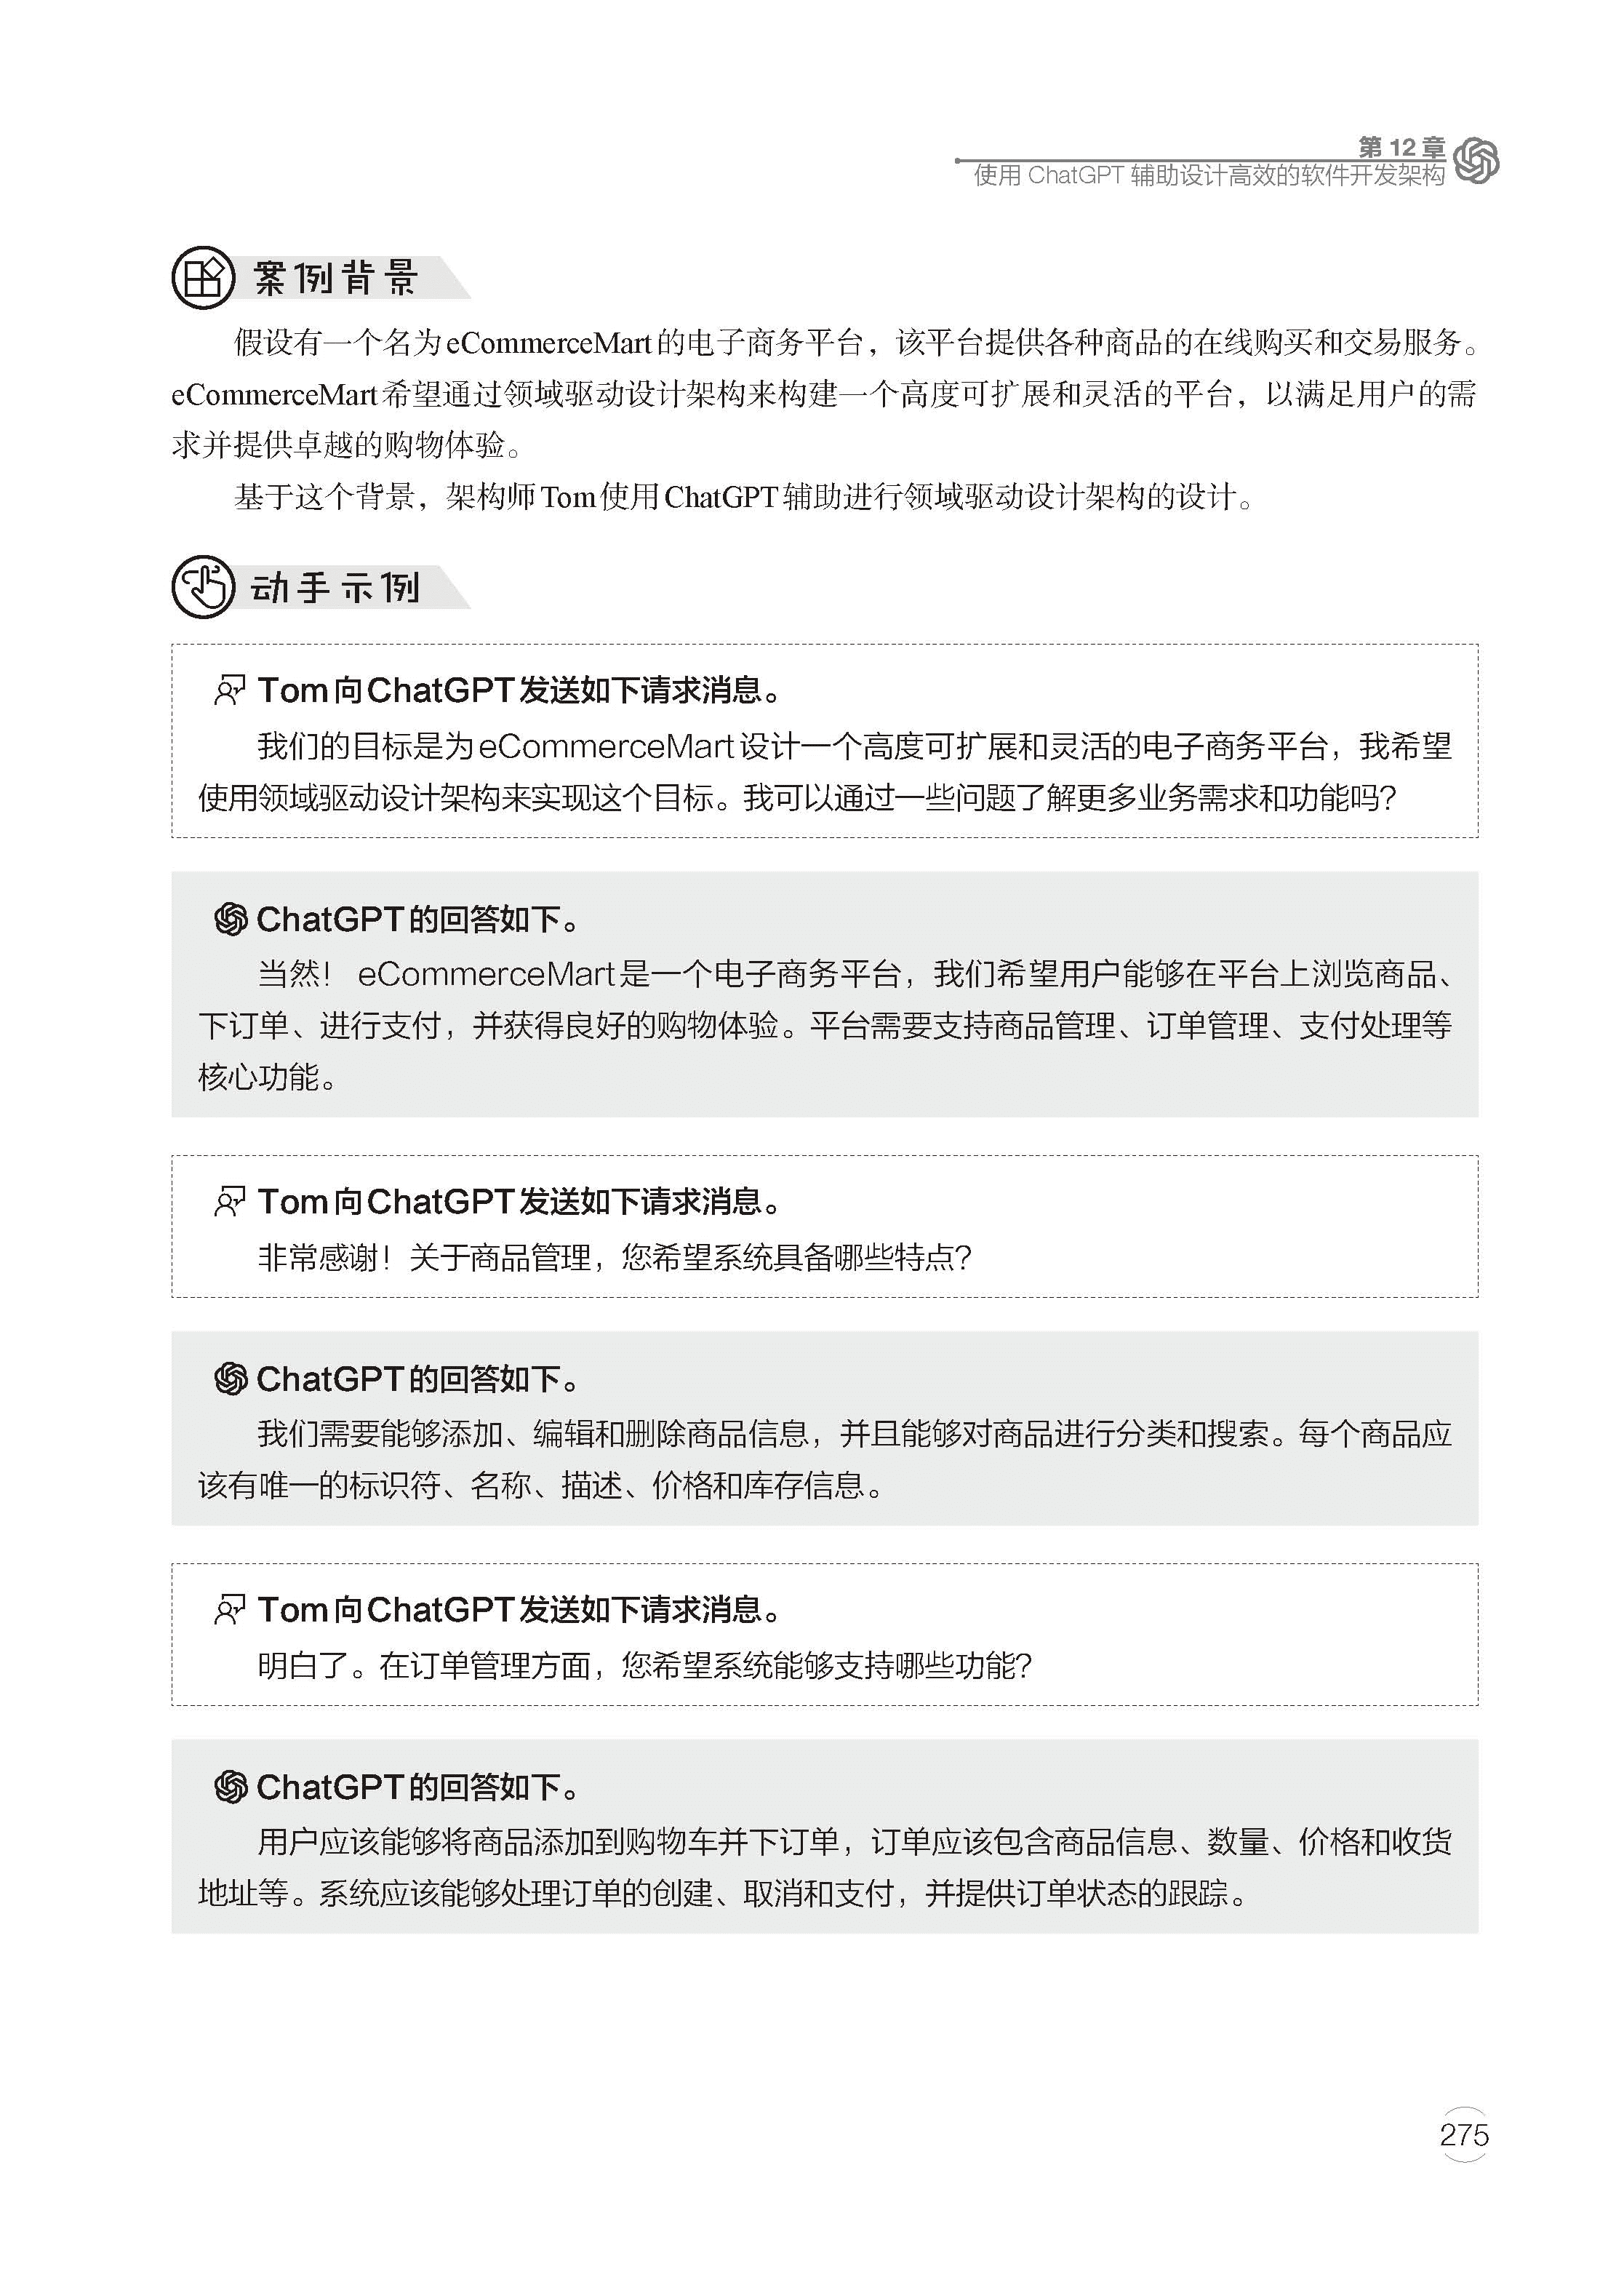 第 12 章
使用 ChatGPT 辅助设计高效的软件开发架构
案例背景
假设有一个名为eCommerceMart的电子商务平台，该平台提供各种商品的在线购买和交易服务。
eCommerceMart希望通过领域驱动设计架构来构建一个高度可扩展和灵活的平台，以满足用户的需
求并提供卓越的购物体验。
基于这个背景，架构师Tom使用ChatGPT辅助进行领域驱动设计架构的设计。
动手示例
Tom向ChatGPT发送如下请求消息。
我们的目标是为eCommerceMart设计一个高度可扩展和灵活的电子商务平台，我希望
使用领域驱动设计架构来实现这个目标。我可以通过一些问题了解更多业务需求和功能吗？
ChatGPT的回答如下。
当然！ eCommerceMart是一个电子商务平台，我们希望用户能够在平台上浏览商品、
下订单、进行支付，并获得良好的购物体验。平台需要支持商品管理、订单管理、支付处理等
核心功能。
Tom向ChatGPT发送如下请求消息。
非常感谢！关于商品管理，您希望系统具备哪些特点？
ChatGPT的回答如下。
我们需要能够添加、编辑和删除商品信息，并且能够对商品进行分类和搜索。每个商品应
该有唯一的标识符、名称、描述、价格和库存信息。
Tom向ChatGPT发送如下请求消息。
明白了。在订单管理方面，您希望系统能够支持哪些功能？
ChatGPT的回答如下。
用户应该能够将商品添加到购物车并下订单，订单应该包含商品信息、数量、价格和收货
地址等。系统应该能够处理订单的创建、取消和支付，并提供订单状态的跟踪。
275